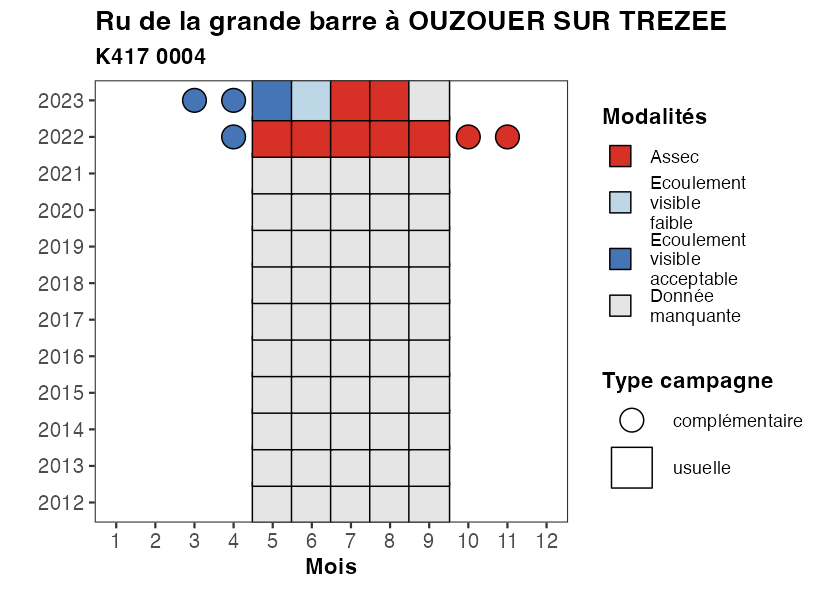 Ru de la grande barre à OUZOUER SUR TREZEE
K417 0004
2023
2022
2021
2020
2019
2018
2017
2016
2015
2014
2013
2012
1 2 3 4 5 6 7 8 9 10 11 12
Mois
Modalités
Assec
Ecoulement
visible
faible
Ecoulement
visible
acceptable
Donnée
manquante
Type campagne
complémentaire
usuelle